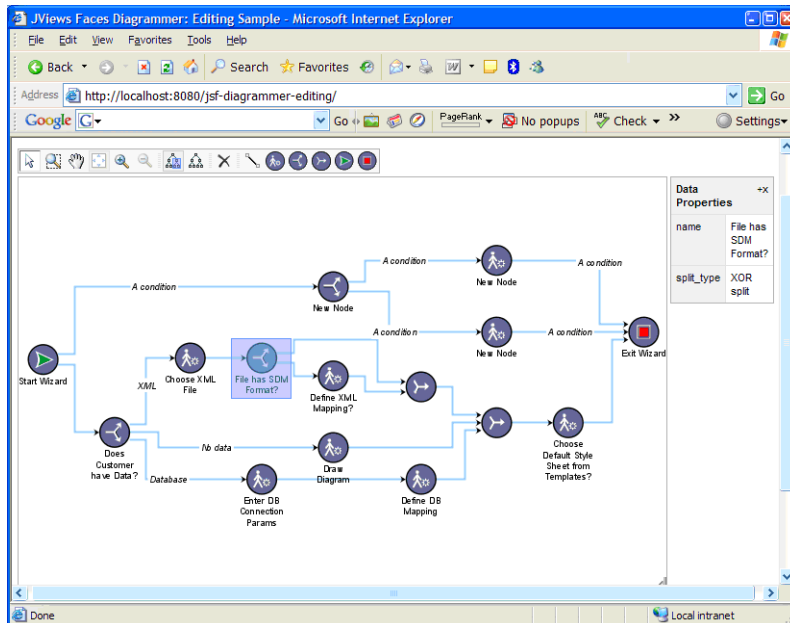 JViews Faces Diagrammer: Editing Sample - Microsoft Internet Explorer
File Edit View Favorites Tools Help
Back Search Favorites W
Address http://localhost:8080/jsf-diagrammer-editing/ Go
Google G Go PageRank No popups ABC Check » Settings
Data
Properties
+x
name
File has
SDM
Format?
split_type
XOR
split
A condition
New Node
A condition
A condition
New Node
A condition
New Node
A condition
Exit Wizard
Start Wizard
XML
Choose XML
File
File has SDM
Format?
Define XML
Mapping?
Does
Customer
have Data?
No data
Draw
Diagram
Choose
Default Style
Sheet from
Templates?
Database
Enter DB
Connection
Params
Define DB
Mapping
Done
Local intranet